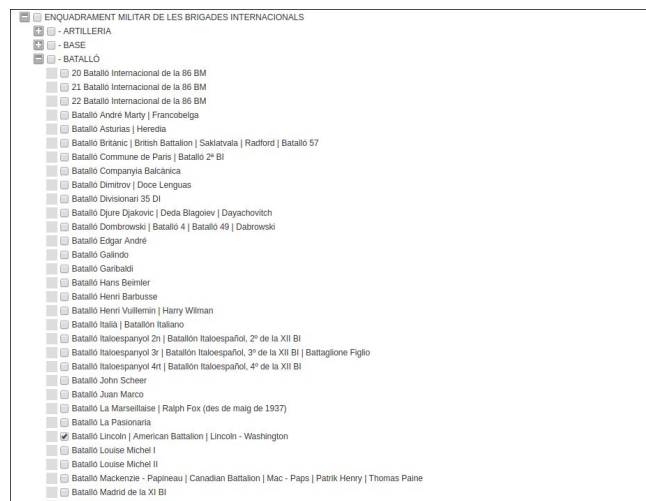 ENQUADRAMENT MILITAR DE LES BRIGADES INTERNACIONALS
- ARTILLERIA
- BASE
- BATALLÓ
20 Batalló Internacional de la 86 BM
21 Batalló Internacional de la 86 BM
22 Batalló Internacional de la 86 BM
Batalló André Marty | Francobelga
Batalló Asturias | Heredia
Batalló Britànic | British Battalion | Saklatvala | Radford | Batalló 57
Batalló Commune de Paris | Batalló 2ª BI
Batalló Companyia Balcànica
Batalló Dimitrov | Doce Lenguas
Batalló Divisionari 35 DI
Batalló Djure Djakovic | Deda Blagoiev | Dayachovitch
Batalló Dombrowski | Batalló 4 | Batalló 49 | Dabrowski
Batalló Edgar André
Batalló Galindo
Batalló Garibaldi
Batalló Hans Beimler
Batalló Henri Barbusse
Batalló Henri Vuillemin | Harry Wilman
Batalló Italià | Batallón Italiano
Batalló Italoespanyol 2n | Batallón Italoespañol, 2º de la XII BI
Batalló Italoespanyol 3r | Batallón Italoespañol, 3º de la XII BI | Battaglione Figlio
Batalló Italoespanyol 4rt | Batallón Italoespañol, 4º de la XII BI
Batalló John Scheer
Batalló Juan Marco
Batalló La Marseillaise | Ralph Fox (des de maig de 1937)
Batalló La Pasionaria
Batalló Lincoln | American Battalion | Lincoln - Washington
Batalló Louise Michel I
Batalló Louise Michel II
Batalló Mackenzie - Papineau | Canadian Battalion | Mac - Paps | Patrik Henry | Thomas Paine
Batalló Madrid de la XI BI